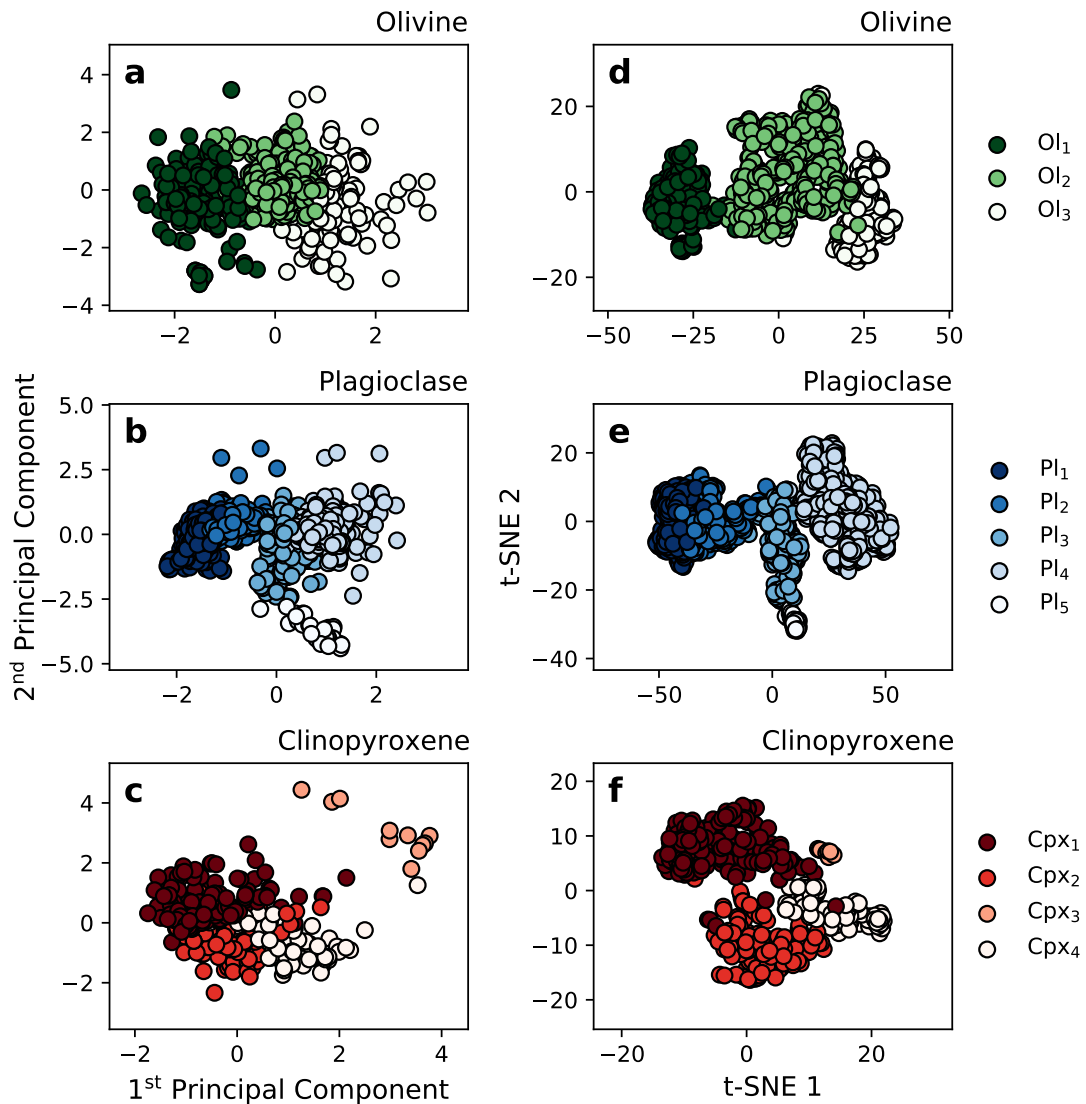 Olivine
a
4
2
0
−2
−4
−2
0
2
Olivine
d
20
0
−20
−50
−25
0
25
50
Ol₁
Ol₂
Ol₃
Plagioclase
b
5.0
2.5
0.0
−2.5
−5.0
−2
0
2
2ⁿᵈ Principal Component
Plagioclase
e
20
0
−20
−40
−50
0
50
t-SNE 2
Pl₁
Pl₂
Pl₃
Pl₄
Pl₅
Clinopyroxene
c
4
2
0
−2
−2
0
2
4
1ˢᵗ Principal Component
Clinopyroxene
f
20
10
0
−10
−20
−20
0
20
t-SNE 1
Cpx₁
Cpx₂
Cpx₃
Cpx₄